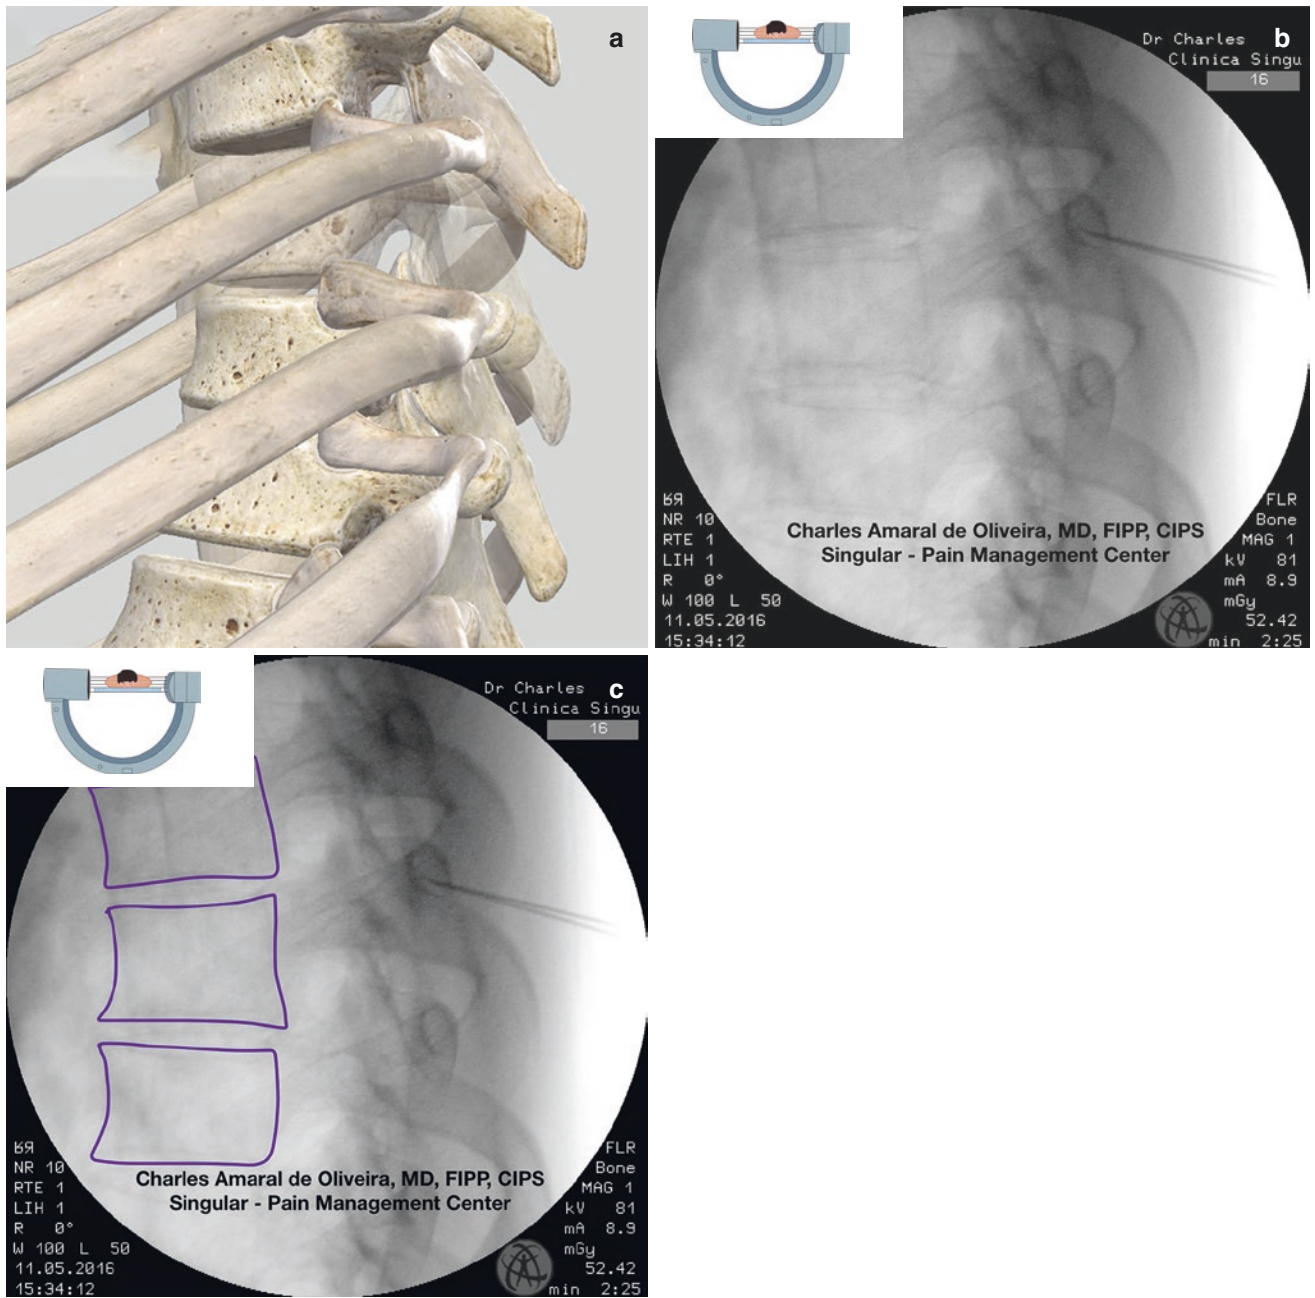 a
b
Dr Charles
Clinica Singu
16
RR
NR 10
RTE 1
LIH 1
R 0°
W 100 L 50
11.05.2016
15:34:12
Charles Amaral de Oliveira, MD, FIPP, CIPS
Singular - Pain Management Center
FLR
Bone
MAG 1
kV 81
mA 8.9
mGy
52.42
min 2:25
c
Dr Charles
Clinica Singu
16
RR
NR 10
RTE 1
LIH 1
R 0°
W 100 L 50
11.05.2016
15:34:12
Charles Amaral de Oliveira, MD, FIPP, CIPS
Singular - Pain Management Center
FLR
Bone
MAG 1
kV 81
mA 8.9
mGy
52.42
min 2:25